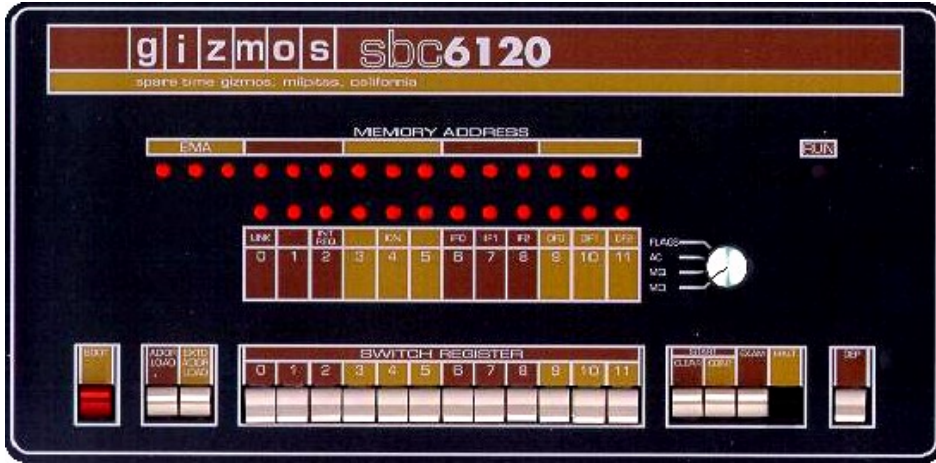 gizmos sbc6120
spare time gizmos, milpitas, california
MEMORY ADDRESS
EMA
RUN
LINK INT REQ ION IF0 IF1 IF2 DF0 DF1 DF2
0 1 2 3 4 5 6 7 8 9 10 11
FLAGS
AC
MQ
SWITCH REGISTER
0 1 2 3 4 5 6 7 8 9 10 11
BOOT
ADDR LOAD
EXTD ADDR LOAD
START
CLEAR CONT EXAM HALT
DEP